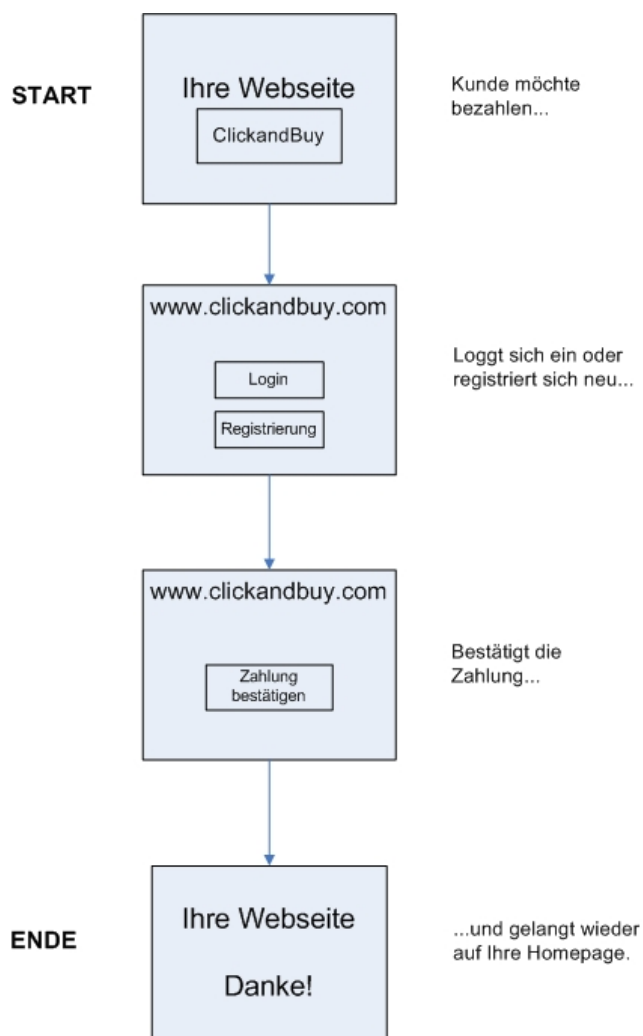 START
Ihre Webseite
ClickandBuy
Kunde möchte
bezahlen...
www.clickandbuy.com
Login
Registrierung
Loggt sich ein oder
registriert sich neu...
www.clickandbuy.com
Zahlung
bestätigen
Bestätigt die
Zahlung...
ENDE
Ihre Webseite
Danke!
...und gelangt wieder
auf Ihre Homepage.